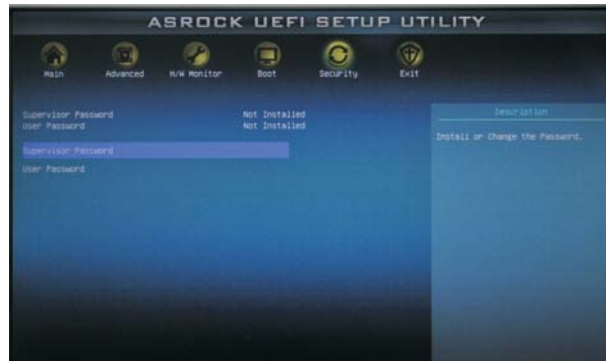 ASROCK UEFI SETUP UTILITY
Main Advanced H/W Monitor Boot Security Exit
Supervisor Password Not Installed
User Password Not Installed
Supervisor Password
User Password
Description
Install or Change the Password.